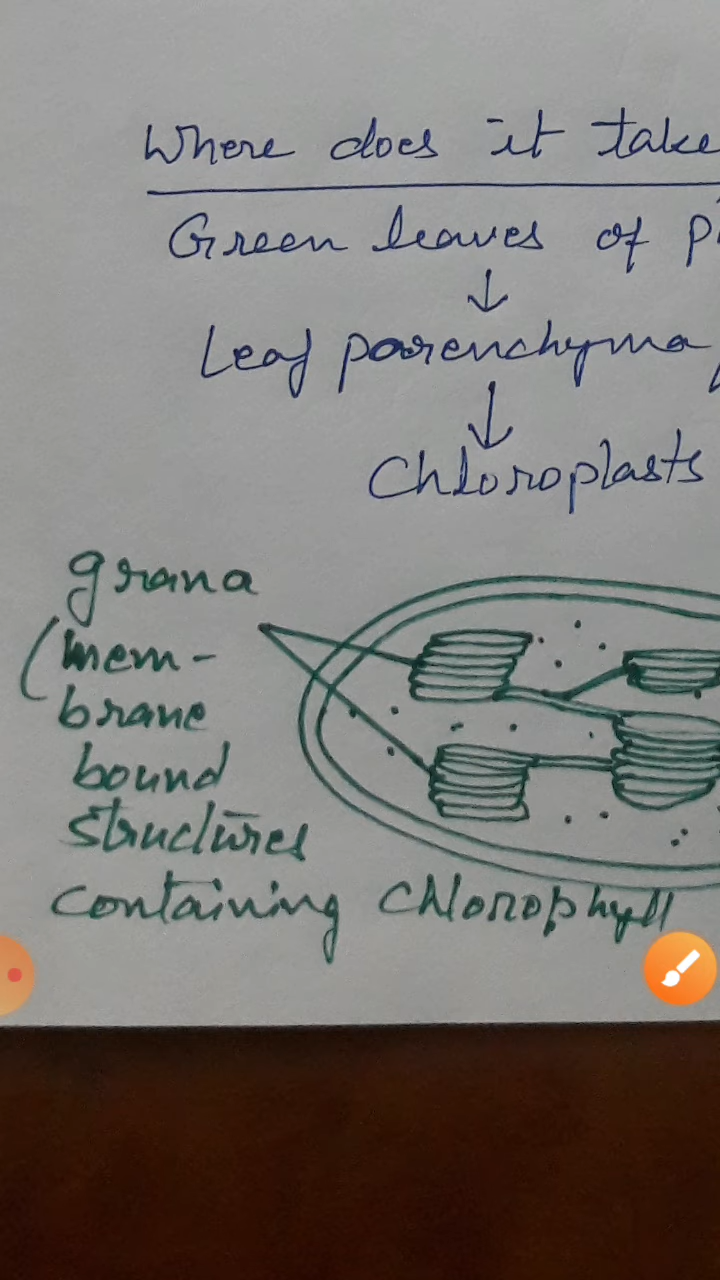 Where does it take
Green leaves of
↓
Leaf parenchyma
↓
Chloroplasts
grana
(mem-
brane
bound
structures
containing chlorophyll